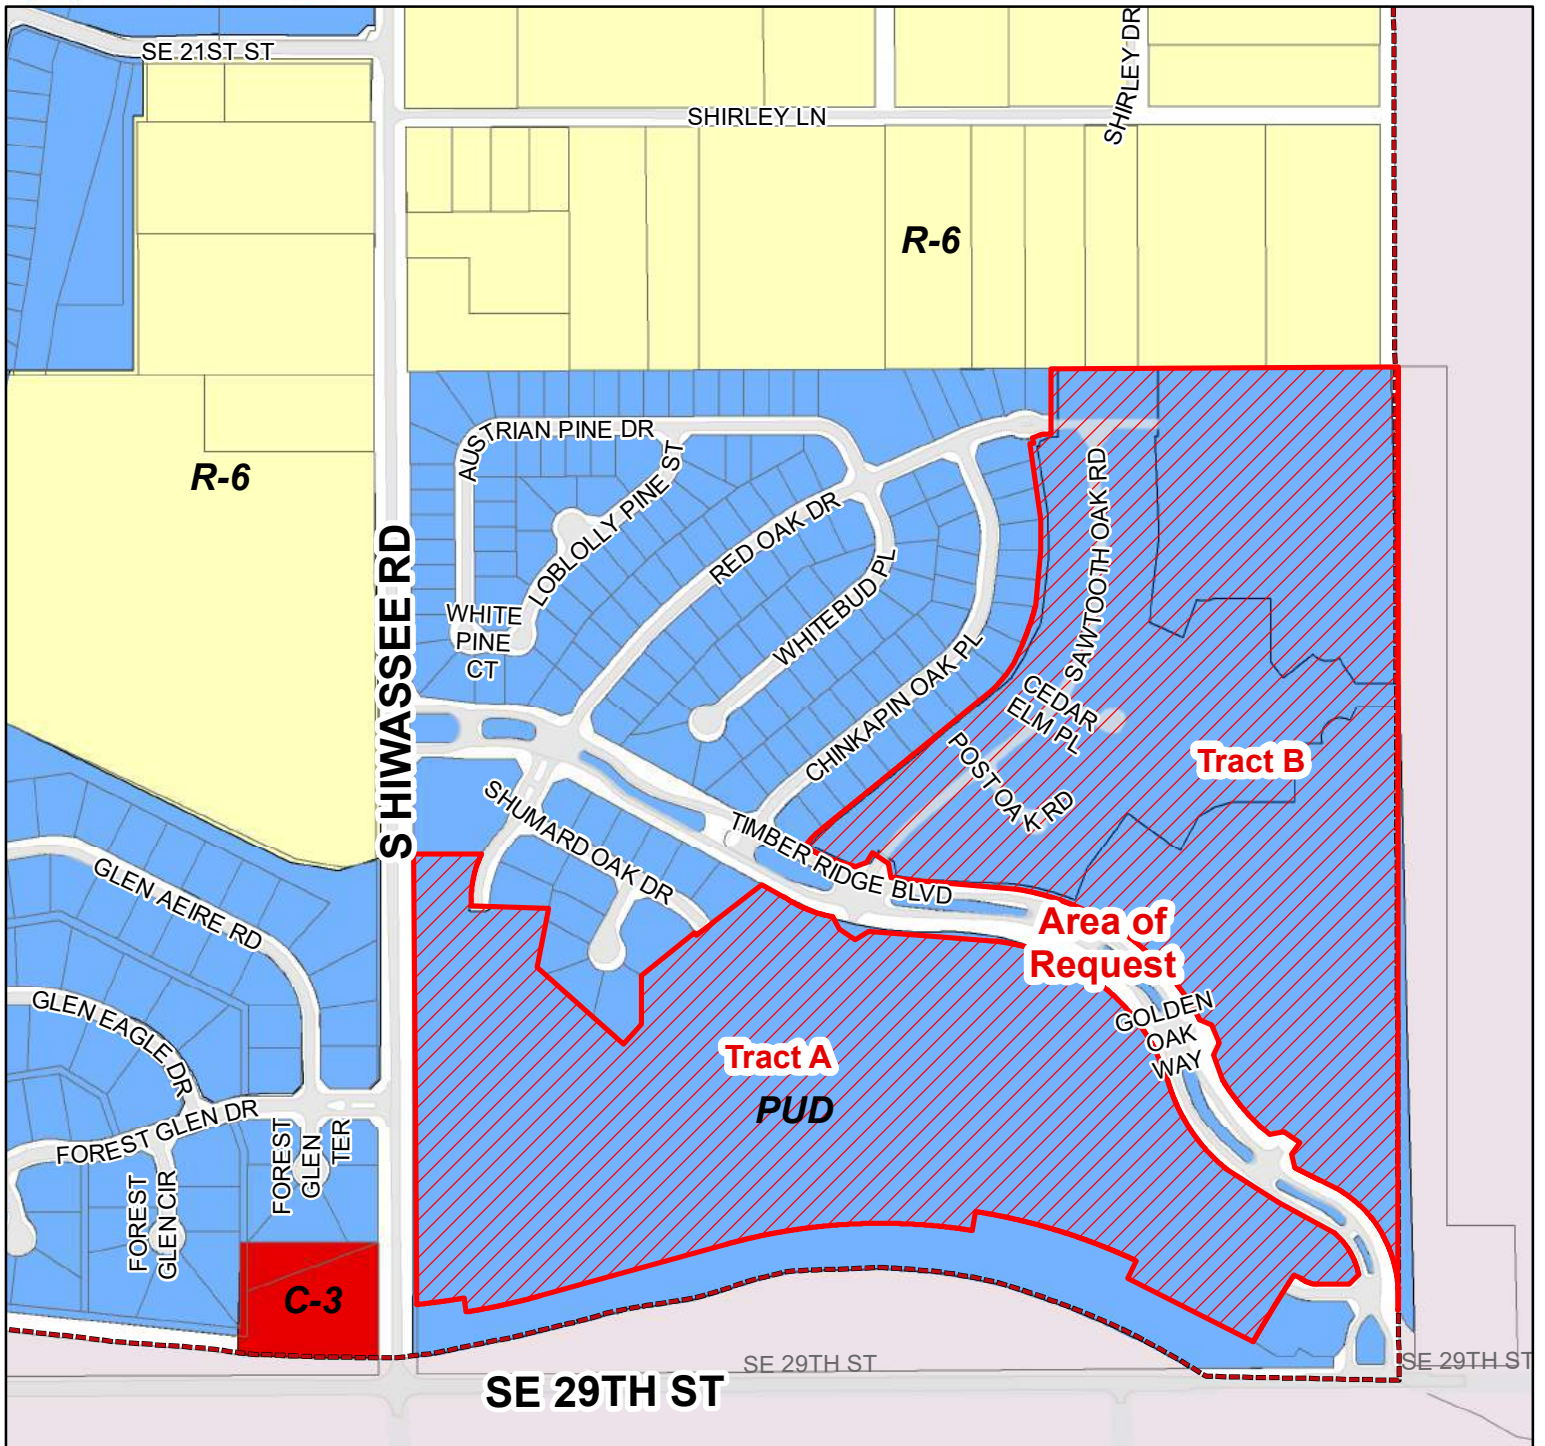 SE 21ST ST
SHIRLEY DR
SHIRLEY LN
R-6
AUSTRIAN PINE DR
R-6
LOBLOLLY PINE ST
RED OAK DR
SAWTOOTH OAK RD
S HIWASSEE RD
WHITEBUD PL
WHITE
PINE
CT
CHINKAPIN OAK PL
CEDAR
ELM PL
POST OAK RD
Tract B
SHUMARD OAK DR
TIMBER RIDGE BLVD
GLEN AEIRE RD
Area of
Request
GLEN EAGLE DR
GOLDEN
OAK
WAY
Tract A
PUD
FOREST GLEN DR
FOREST
GLEN
TER
FOREST
GLEN CIR
C-3
SE 29TH ST
SE 29TH ST
SE 29TH ST